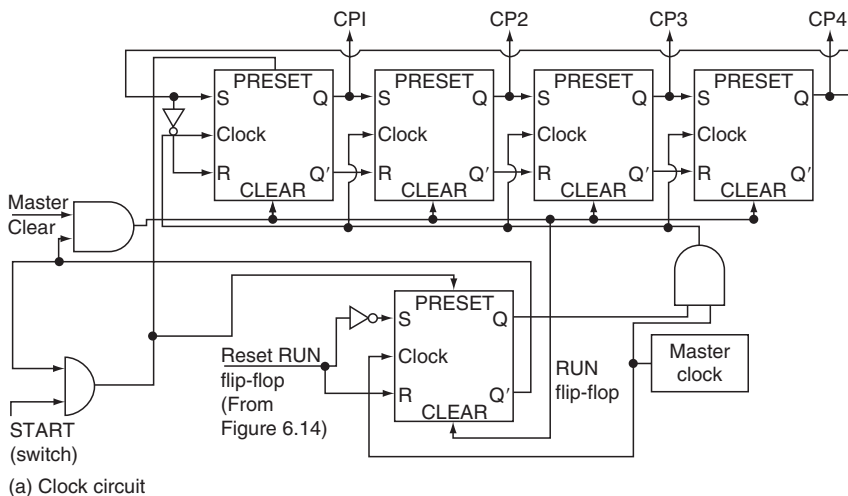 CP1 CP2 CP3 CP4
PRESET PRESET PRESET PRESET
S Q S Q S Q S Q
Clock Clock Clock Clock
R Q' R Q' R Q' R Q'
CLEAR CLEAR CLEAR CLEAR
Master
Clear
PRESET
S Q
Clock
R Q'
CLEAR
Reset RUN
flip-flop
(From
Figure 6.14)
RUN
flip-flop
Master
clock
START
(switch)
(a) Clock circuit